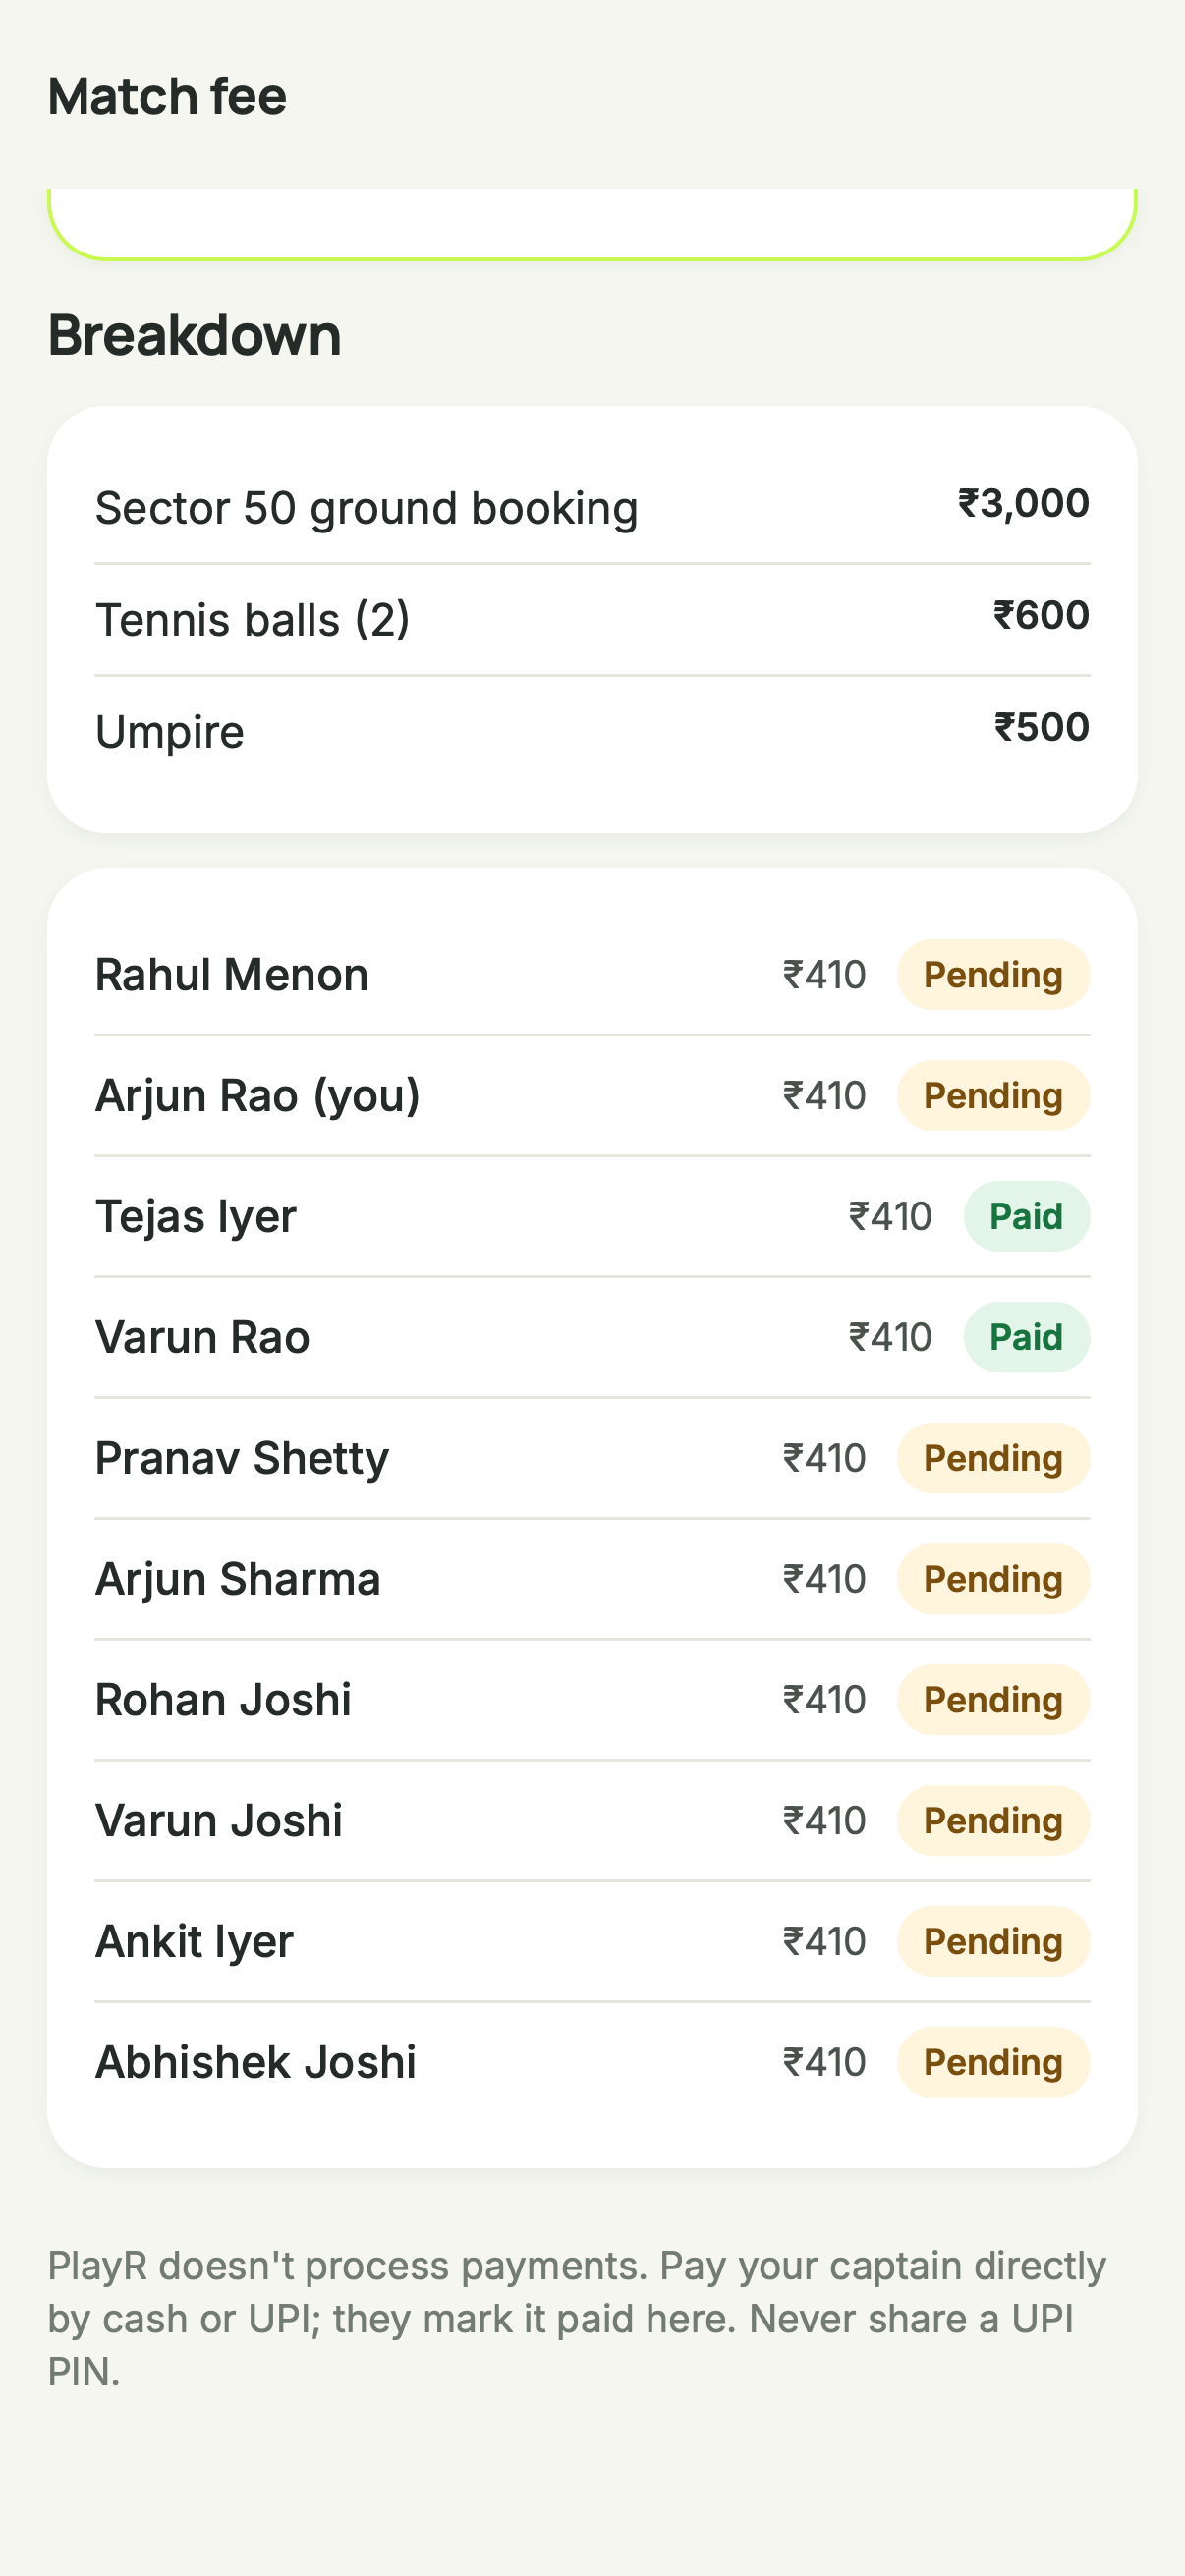 Match fee
Breakdown
Sector 50 ground booking ₹3,000
Tennis balls (2) ₹600
Umpire ₹500
Rahul Menon ₹410 Pending
Arjun Rao (you) ₹410 Pending
Tejas Iyer ₹410 Paid
Varun Rao ₹410 Paid
Pranav Shetty ₹410 Pending
Arjun Sharma ₹410 Pending
Rohan Joshi ₹410 Pending
Varun Joshi ₹410 Pending
Ankit Iyer ₹410 Pending
Abhishek Joshi ₹410 Pending
PlayR doesn't process payments. Pay your captain directly
by cash or UPI; they mark it paid here. Never share a UPI
PIN.